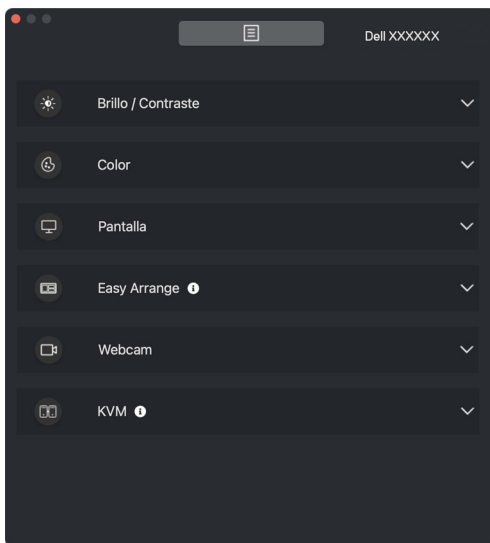 Dell XXXXXX
Brillo / Contraste
Color
Pantalla
Easy Arrange
Webcam
KVM